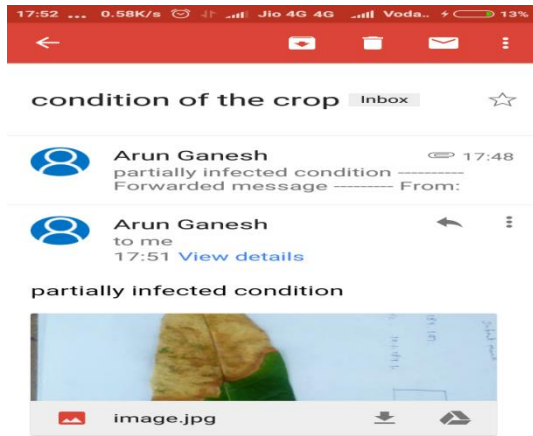 17:52 ... 0.58K/s Jio 4G 4G Voda.. 13%
condition of the crop Inbox
Arun Ganesh 17:48
partially infected condition ----------
Forwarded message -------- From:
Arun Ganesh
to me
17:51 View details
partially infected condition
image.jpg